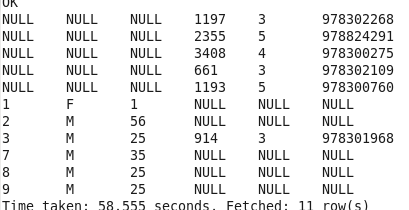 OK
NULL NULL NULL 1197 3 978302268
NULL NULL NULL 2355 5 978824291
NULL NULL NULL 3408 4 978300275
NULL NULL NULL 661 3 978302109
NULL NULL NULL 1193 5 978300760
1 F 1 NULL NULL NULL
2 M 56 NULL NULL NULL
3 M 25 914 3 978301968
7 M 35 NULL NULL NULL
8 M 25 NULL NULL NULL
9 M 25 NULL NULL NULL
Time taken: 58.555 seconds, Fetched: 11 row(s)